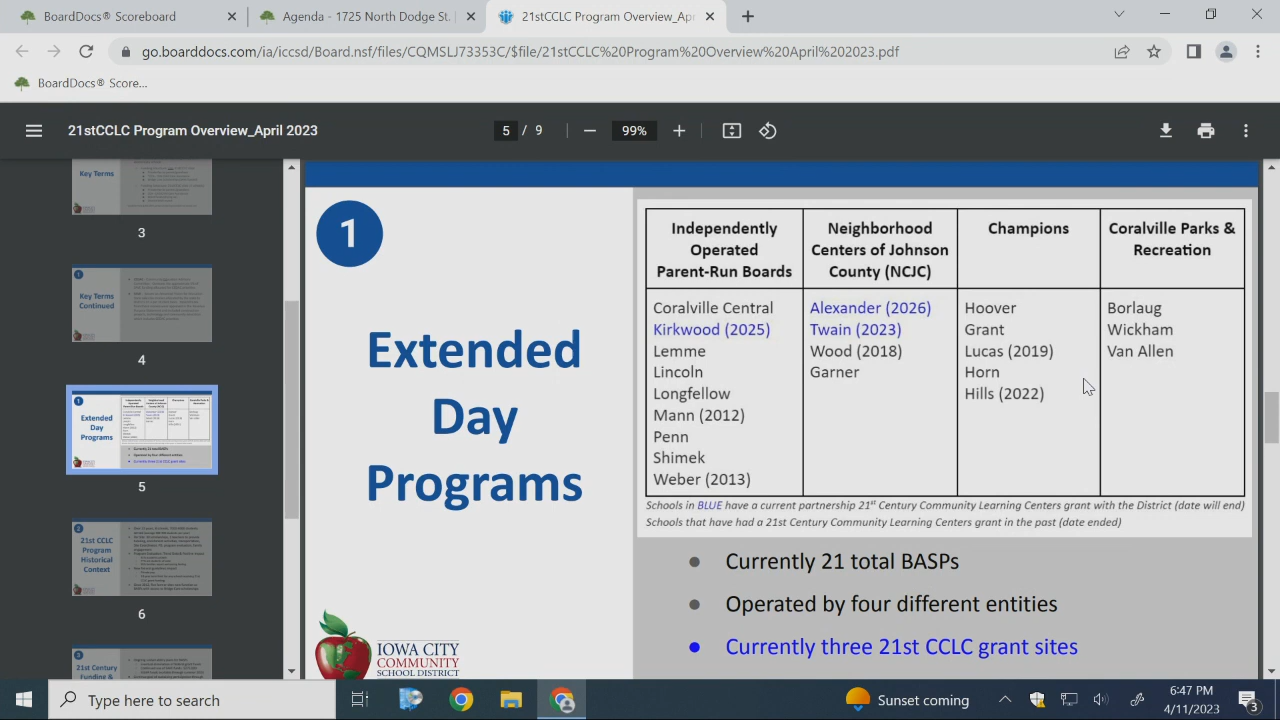 BoardDocs® Scoreboard
Agenda - 1725 North Dodge St.
21stCCLC Program Overview_Apr
go.boarddocs.com/ia/iccsd/Board.nsf/files/CQMSLJ73353C/$file/21stCCLC%20Program%20Overview%20April%202023.pdf
BoardDocs® Score...
21stCCLC Program Overview_April 2023
5 / 9
99%
Key Terms
3
Key Terms
Continued
4
Extended
Day
Programs
5
21st CCLC
Program
Historical
Context
6
21st Century
Funding &
1
Extended
Day
Programs
IOWA CITY
COMMUNITY
SCHOOL DISTRICT
Independently
Operated
Parent-Run Boards
Neighborhood
Centers of Johnson
County (NCJC)
Champions
Coralville Parks &
Recreation
Coralville Central
Kirkwood (2025)
Lemme
Lincoln
Longfellow
Mann (2012)
Penn
Shimek
Weber (2013)
Alexander (2026)
Twain (2023)
Wood (2018)
Garner
Hoover
Grant
Lucas (2019)
Horn
Hills (2022)
Borlaug
Wickham
Van Allen
Schools in BLUE have a current partnership 21st Century Community Learning Centers grant with the District (date will end)
Schools that have had a 21st Century Community Learning Centers grant in the past (date ended)
• Currently 21 total BASPs
• Operated by four different entities
• Currently three 21st CCLC grant sites
Type here to search
Sunset coming
6:47 PM
4/11/2023
3